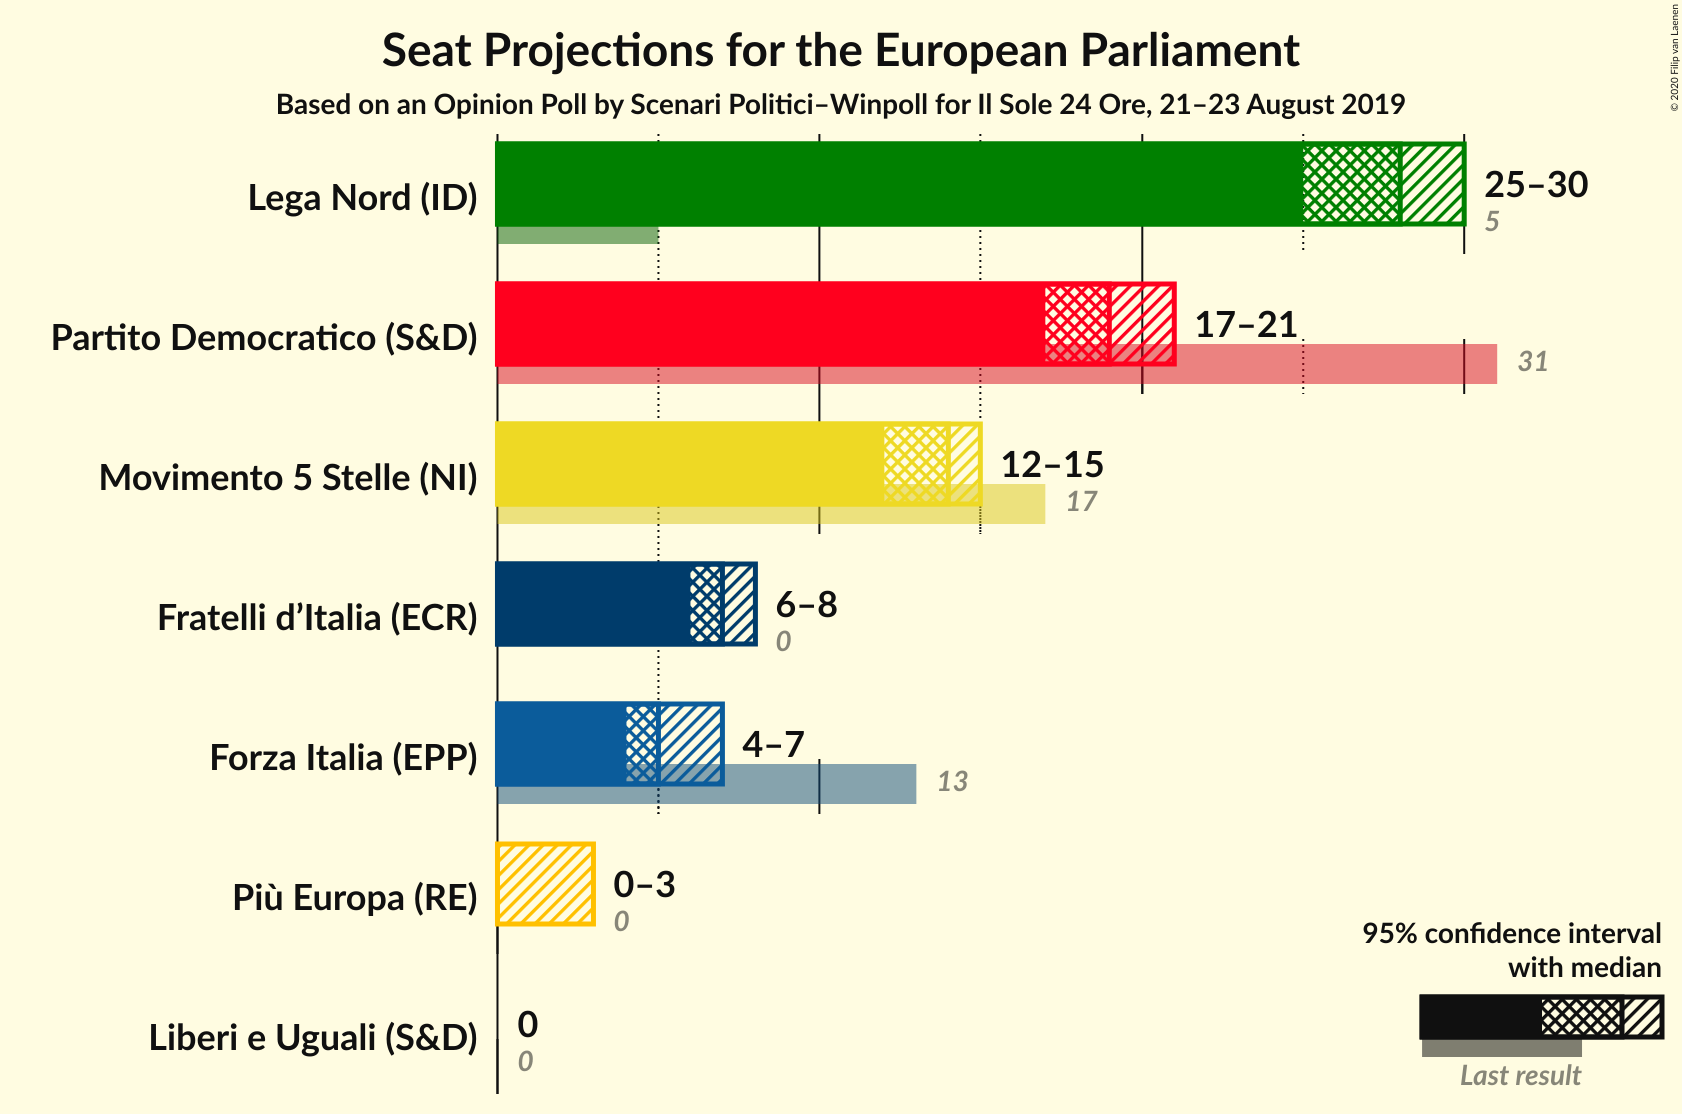 Seat Projections for the European Parliament
Based on an Opinion Poll by Scenari Politici–Winpoll for Il Sole 24 Ore, 21–23 August 2019
© 2020 Filip van Laenen
Lega Nord (ID)
25–30
5
Partito Democratico (S&D)
17–21
31
Movimento 5 Stelle (NI)
12–15
17
Fratelli d’Italia (ECR)
6–8
0
Forza Italia (EPP)
4–7
13
Più Europa (RE)
0–3
0
Liberi e Uguali (S&D)
0
0
95% confidence interval
with median
Last result